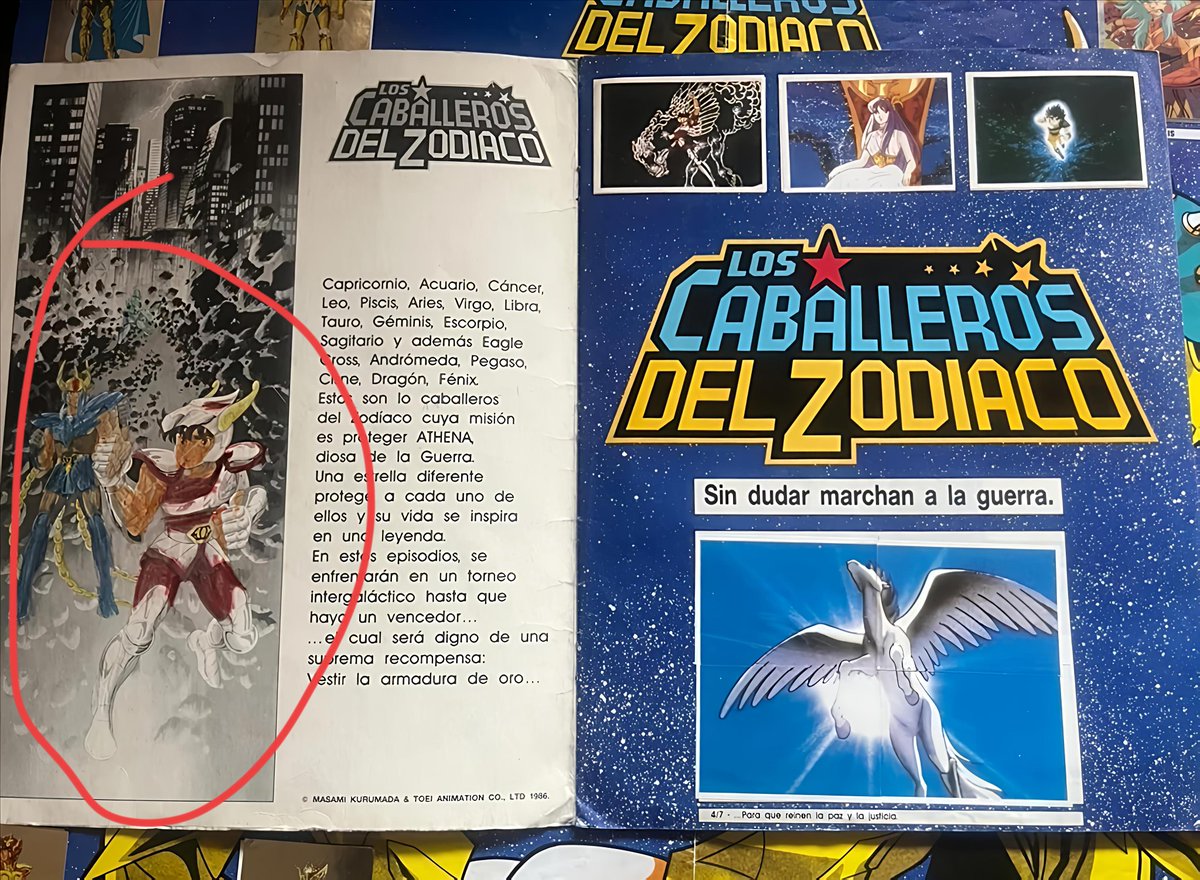 CABALLEROS
DEL ZODIACO
LOS
CABALLEROS
DEL ZODIACO
Capricornio, Acuario, Cáncer,
Leo, Piscis, Aries, Virgo, Libra,
Tauro, Géminis, Escorpio,
Sagitario y además Eagle
Cross, Andrómeda, Pegaso,
Cisne, Dragón, Fénix.
Estos son lo caballeros
del zodíaco cuya misión
es proteger ATHENA,
diosa de la Guerra.
Una estrella diferente
protege a cada uno de
ellos y su vida se inspira
en una leyenda.
En estos episodios, se
enfrentarán en un torneo
intergaláctico hasta que
haya un vencedor...
...el cual será digno de una
suprema recompensa:
Vestir la armadura de oro...
© MASAMI KURUMADA & TOEI ANIMATION CO., LTD 1986.
LOS
CABALLEROS
DEL ZODIACO
Sin dudar marchan a la guerra.
4/7 - ...Para que reinen la paz y la justicia.